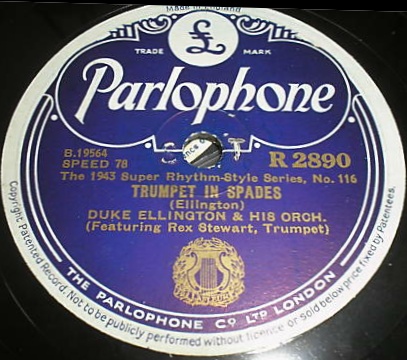 Made in England
£
TRADE MARK
Parlophone
B.19564
SPEED 78
R 2890
The 1943 Super Rhythm-Style Series, No. 116
TRUMPET IN SPADES
(Ellington)
DUKE ELLINGTON & HIS ORCH.
(Featuring Rex Stewart, Trumpet)
THE PARLOPHONE CO LTD LONDON
Copyright Patented Record. Not to be publicly performed without licence or sold below price fixed by Patentees.